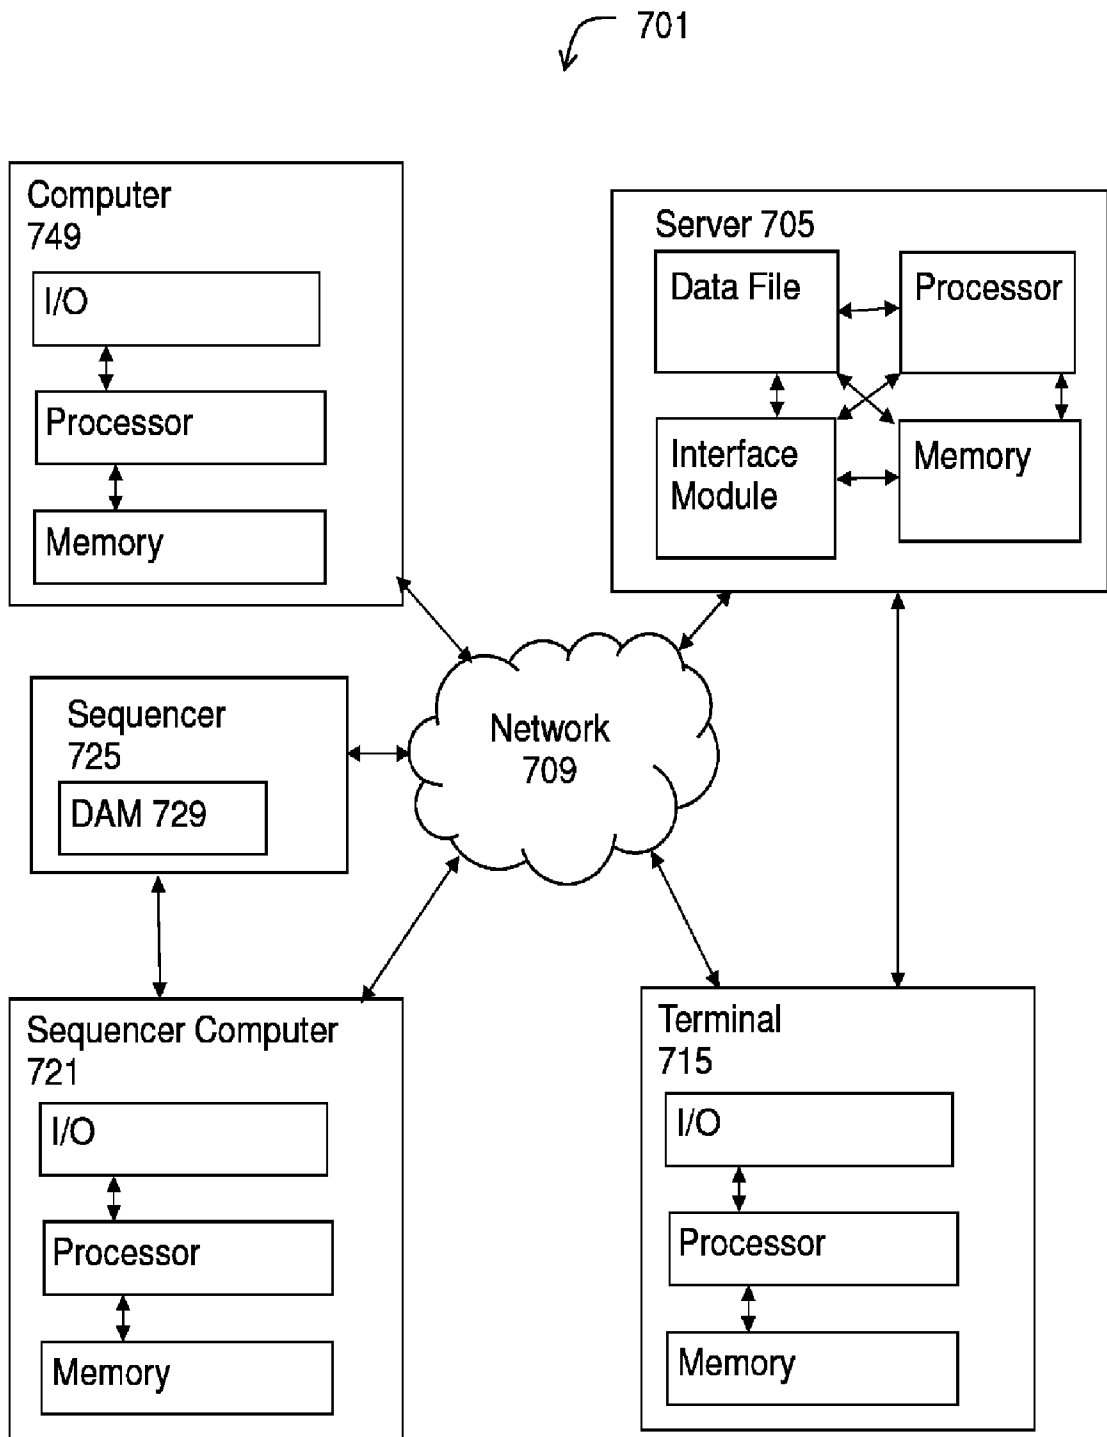 701
Computer
749
I/O
Processor
Memory
Server 705
Data File
Processor
Interface
Module
Memory
Sequencer
725
DAM 729
Network
709
Sequencer Computer
721
I/O
Processor
Memory
Terminal
715
I/O
Processor
Memory